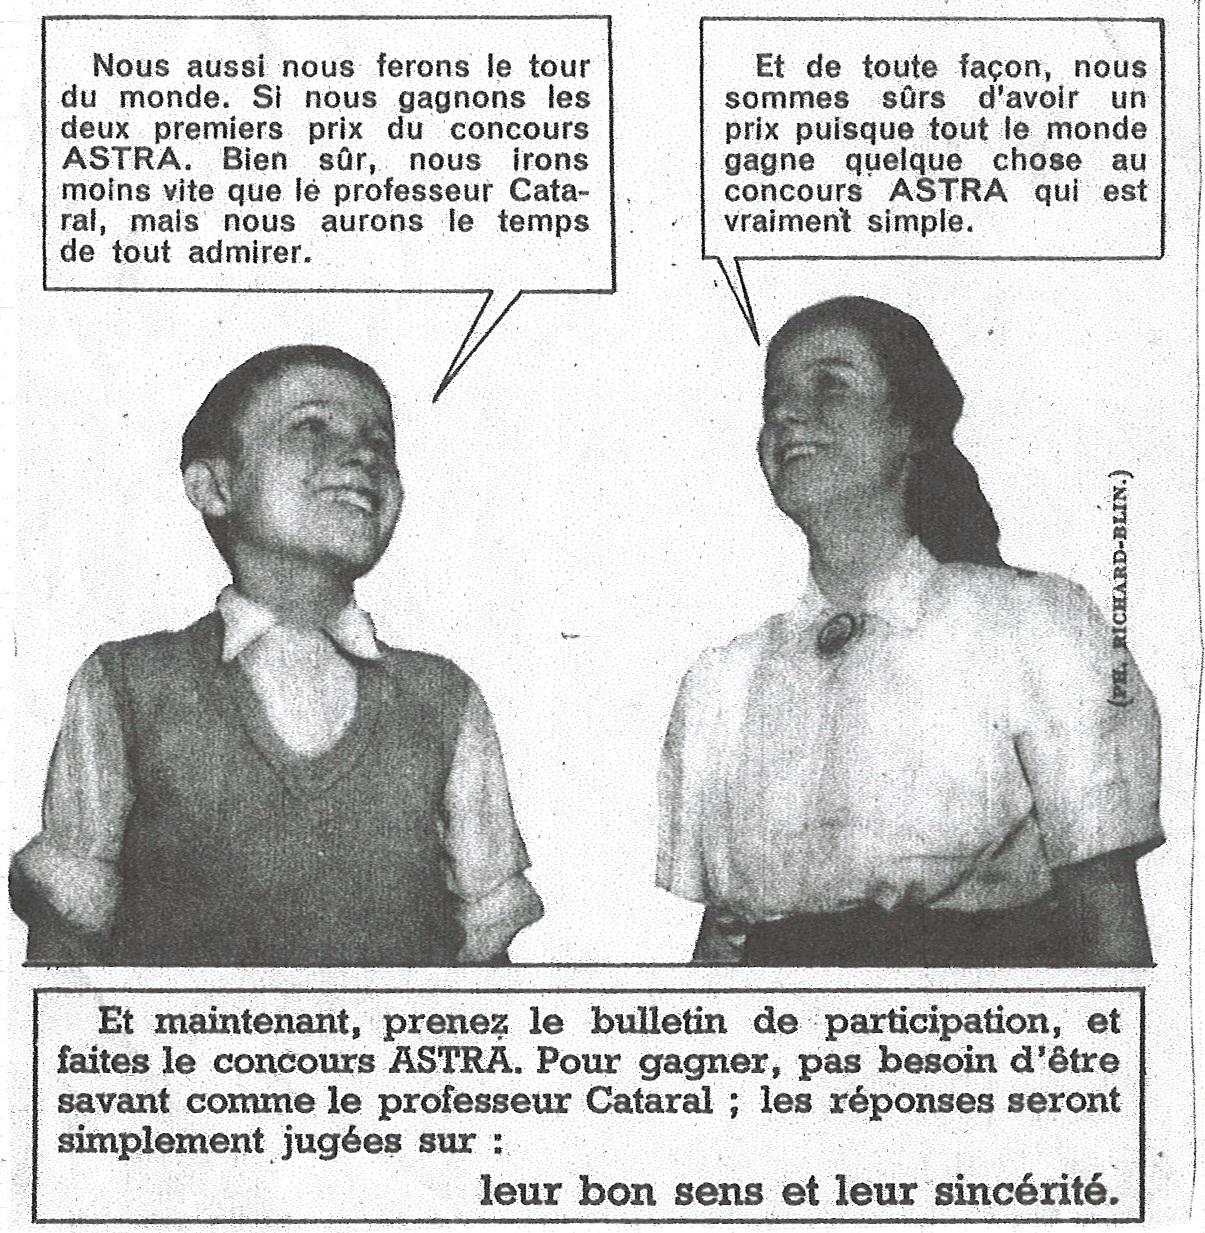 Nous aussi nous ferons le tour
du monde. Si nous gagnons les
deux premiers prix du concours
ASTRA. Bien sûr, nous irons
moins vite que le professeur Cata-
ral, mais nous aurons le temps
de tout admirer.
Et de toute façon, nous
sommes sûrs d'avoir un
prix puisque tout le monde
gagne quelque chose au
concours ASTRA qui est
vraiment simple.
(PH. RICHARD-BLIN.)
Et maintenant, prenez le bulletin de participation, et
faites le concours ASTRA. Pour gagner, pas besoin d'être
savant comme le professeur Cataral ; les réponses seront
simplement jugées sur :
leur bon sens et leur sincérité.